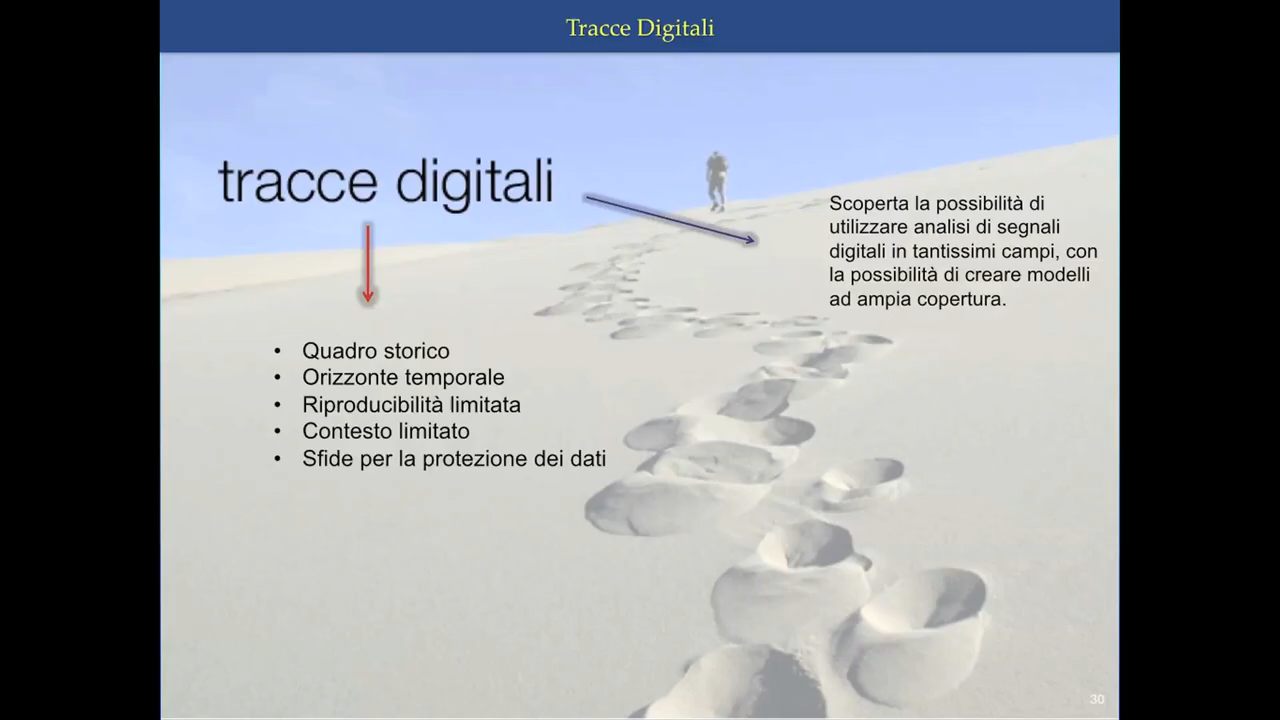 Tracce Digitali
tracce digitali
Scoperta la possibilità di
utilizzare analisi di segnali
digitali in tantissimi campi, con
la possibilità di creare modelli
ad ampia copertura.
• Quadro storico
• Orizzonte temporale
• Riproducibilità limitata
• Contesto limitato
• Sfide per la protezione dei dati
30